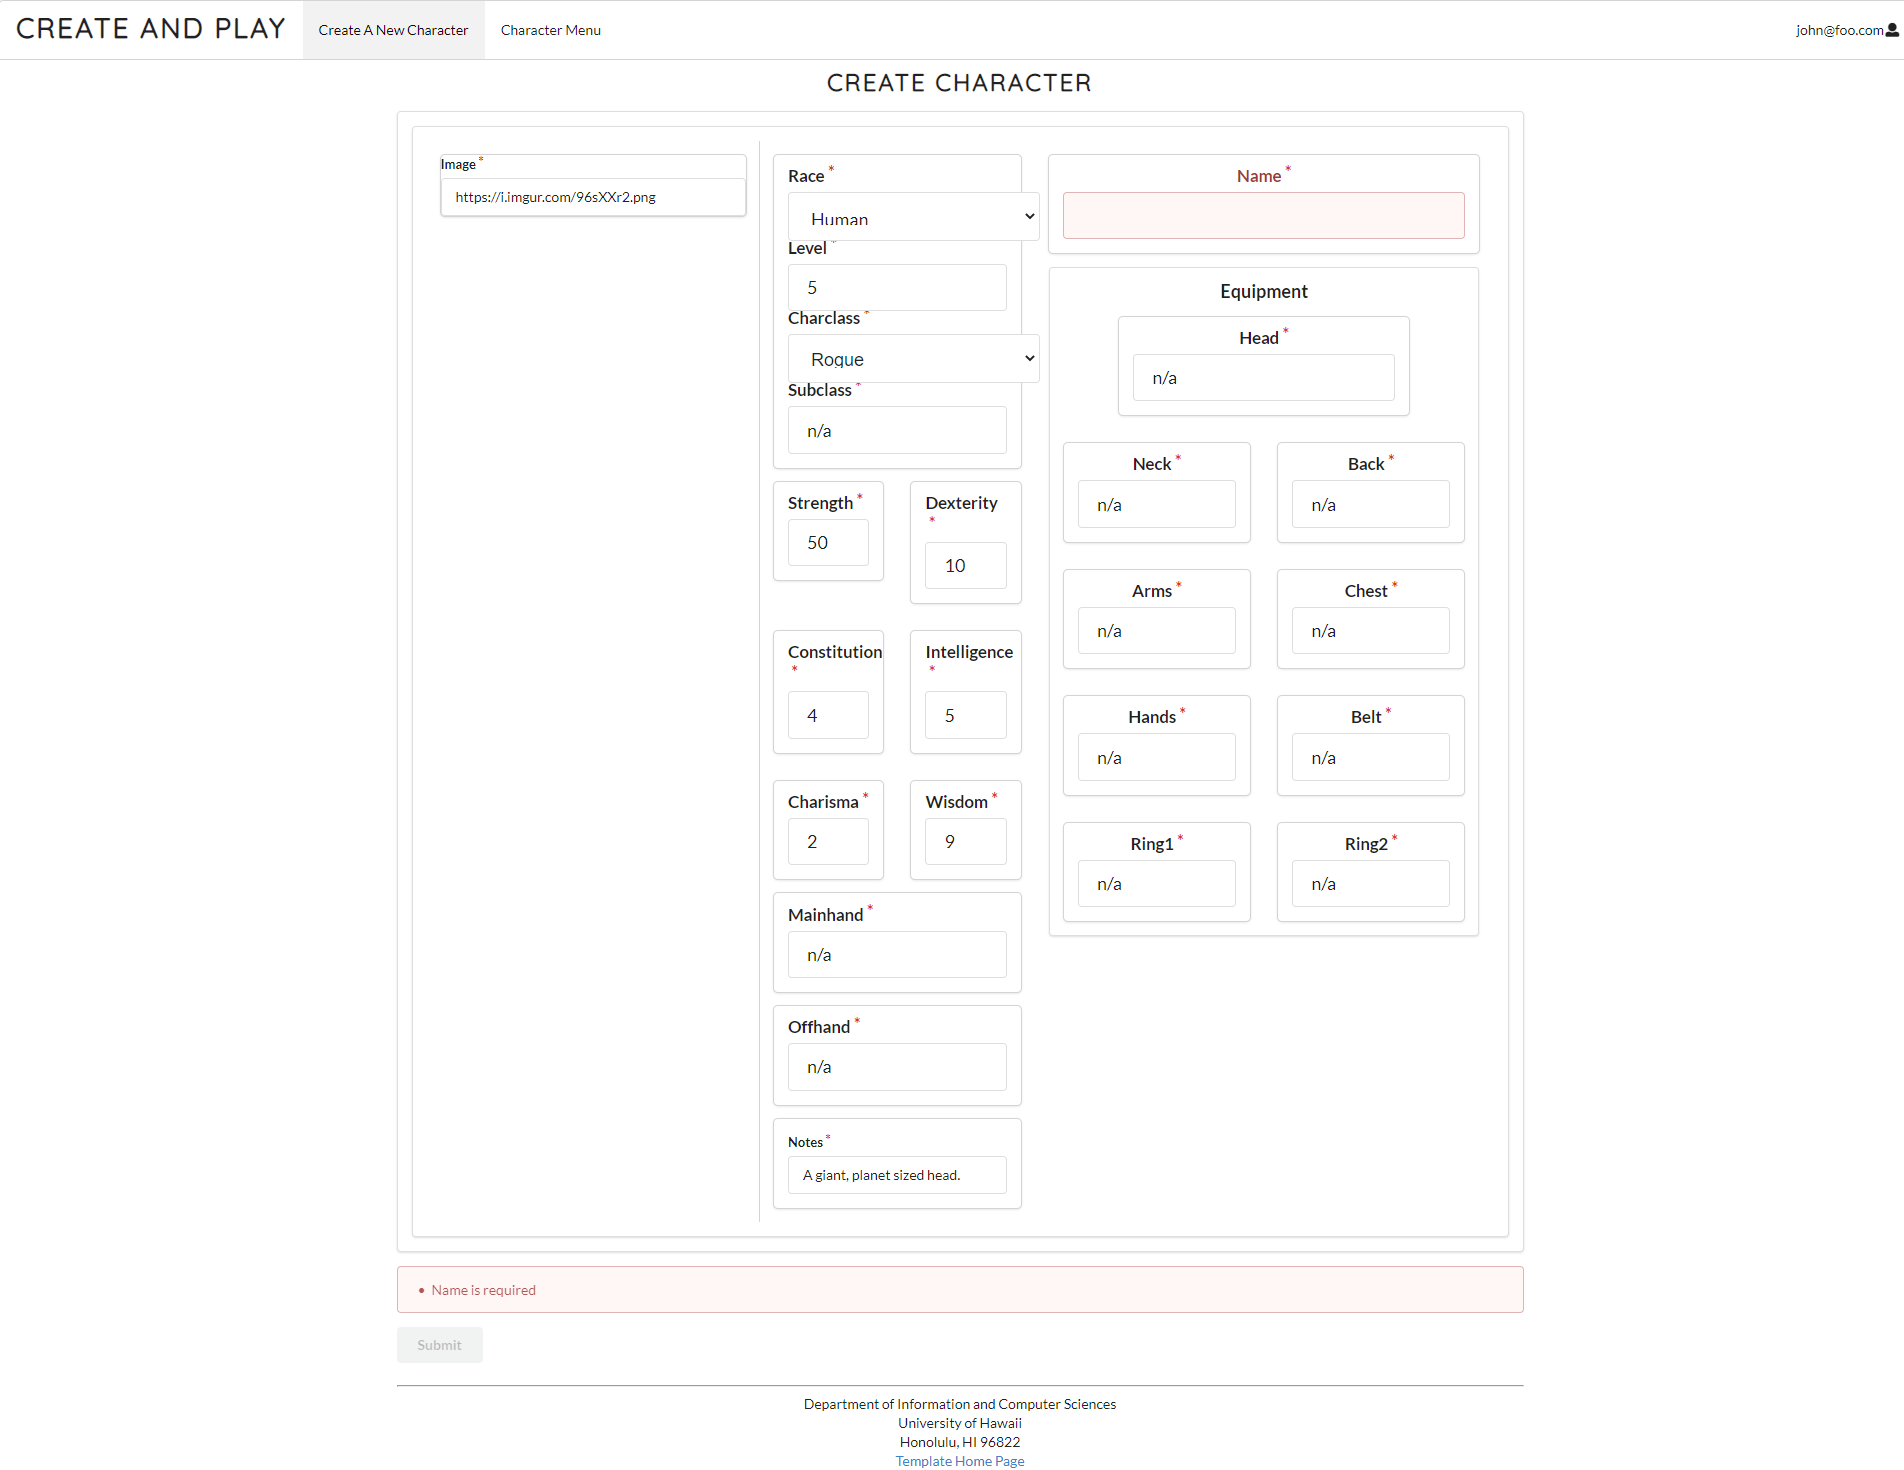 CREATE AND PLAY
Create A New Character
Character Menu
john@foo.com
CREATE CHARACTER
Image *
https://i.imgur.com/96sXXr2.png
Race *
Human
Level *
5
Charclass *
Rogue
Subclass *
n/a
Strength *
50
Dexterity *
10
Constitution *
4
Intelligence *
5
Charisma *
2
Wisdom *
9
Mainhand *
n/a
Offhand *
n/a
Notes *
A giant, planet sized head.
Name *
Equipment
Head *
n/a
Neck *
n/a
Back *
n/a
Arms *
n/a
Chest *
n/a
Hands *
n/a
Belt *
n/a
Ring1 *
n/a
Ring2 *
n/a
• Name is required
Submit
Department of Information and Computer Sciences
University of Hawaii
Honolulu, HI 96822
Template Home Page